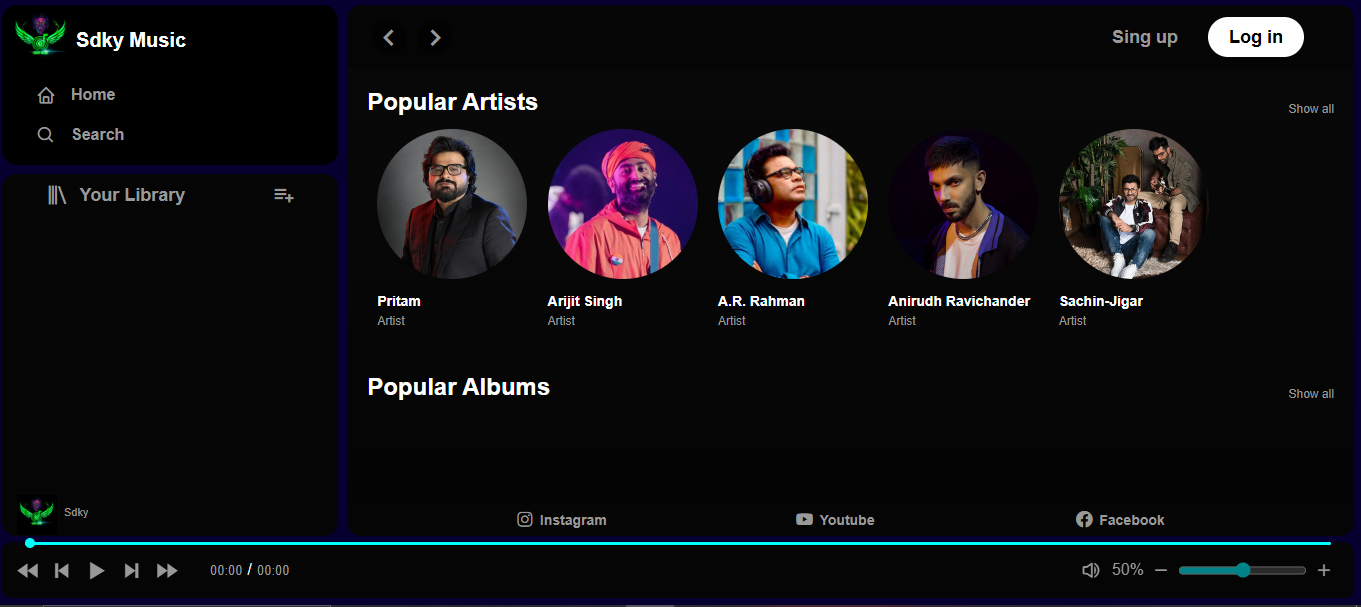 Sdky Music
Home
Search
Your Library
Sdky
Sing up
Log in
Popular Artists
Show all
Pritam
Artist
Arijit Singh
Artist
A.R. Rahman
Artist
Anirudh Ravichander
Artist
Sachin-Jigar
Artist
Popular Albums
Show all
Instagram
Youtube
Facebook
00:00 / 00:00
50%